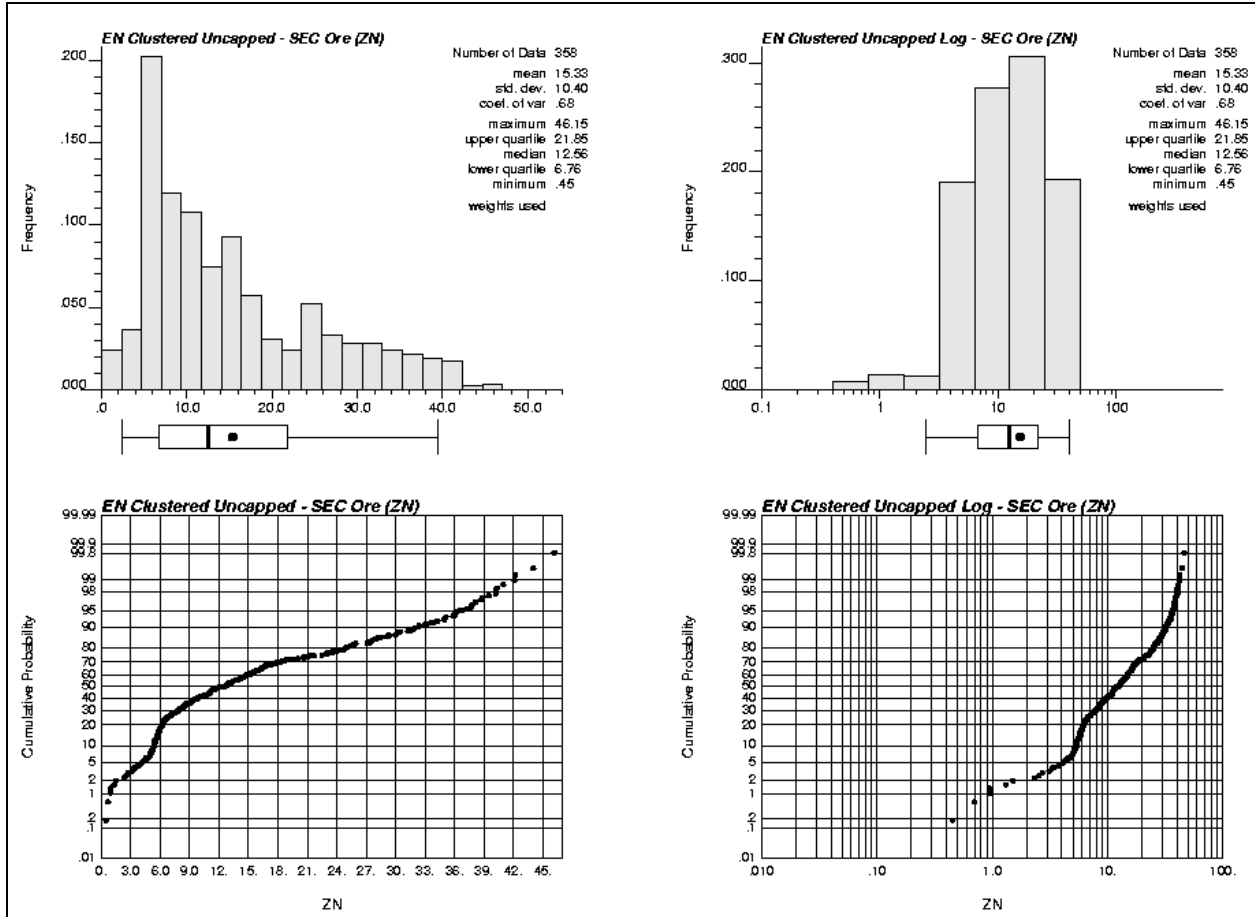 EN Clustered Uncapped - SEC Ore (ZN)
Number of Data 358
mean 15.33
std. dev. 10.40
coef. of var .68
maximum 46.15
upper quartile 21.85
median 12.56
lower quartile 6.76
minimum .45
weights used
Frequency
.200
.150
.100
.050
.000
.0 10.0 20.0 30.0 40.0 50.0
EN Clustered Uncapped Log - SEC Ore (ZN)
Number of Data 358
mean 15.33
std. dev. 10.40
coef. of var .68
maximum 46.15
upper quartile 21.85
median 12.56
lower quartile 6.76
minimum .45
weights used
Frequency
.300
.200
.100
.000
0.1 1 10 100
EN Clustered Uncapped - SEC Ore (ZN)
Cumulative Probability
99.99
99.9
99.8
99
98
95
90
80
70
60
50
40
30
20
10
5
2
1
.2
.1
.01
0. 3.0 6.0 9.0 12. 15. 18. 21. 24. 27. 30. 33. 36. 39. 42. 45.
ZN
EN Clustered Uncapped Log - SEC Ore (ZN)
Cumulative Probability
99.99
99.9
99.8
99
98
95
90
80
70
60
50
40
30
20
10
5
2
1
.2
.1
.01
.010 .10 1.0 10. 100.
ZN